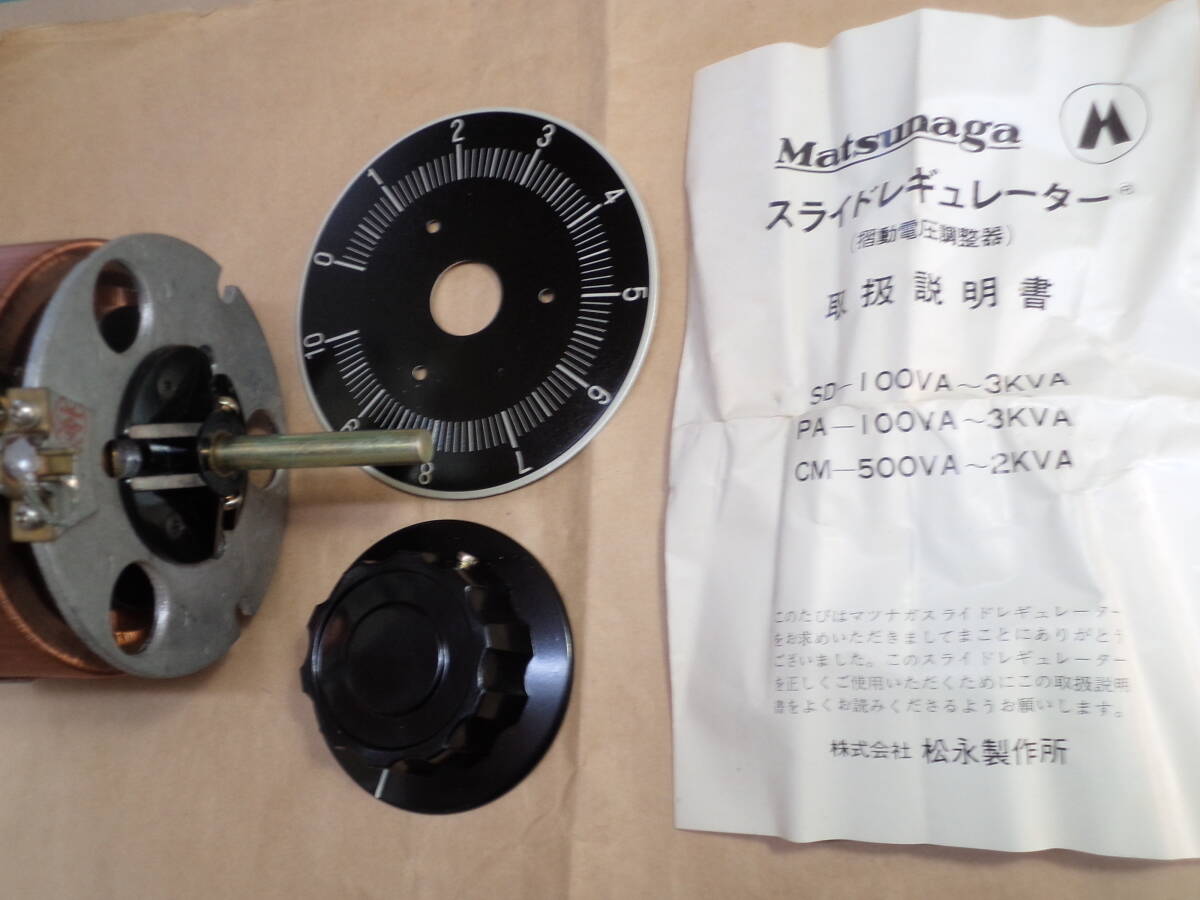 Matsunaga M
スライドレギュレーター®
(摺動電圧調整器)
取扱説明書
SD-100VA～3KVA
PA-100VA～3KVA
CM-500VA～2KVA
このたびはマツナガスライドレギュレーター
をお求めいただきましてまことにありがとう
ございました。このスライドレギュレーター
を正しくご使用いただくためにこの取扱説明
書をよくお読みくださるようお願いします。
株式会社 松永製作所
0
1
2
3
4
5
6
7
8
10